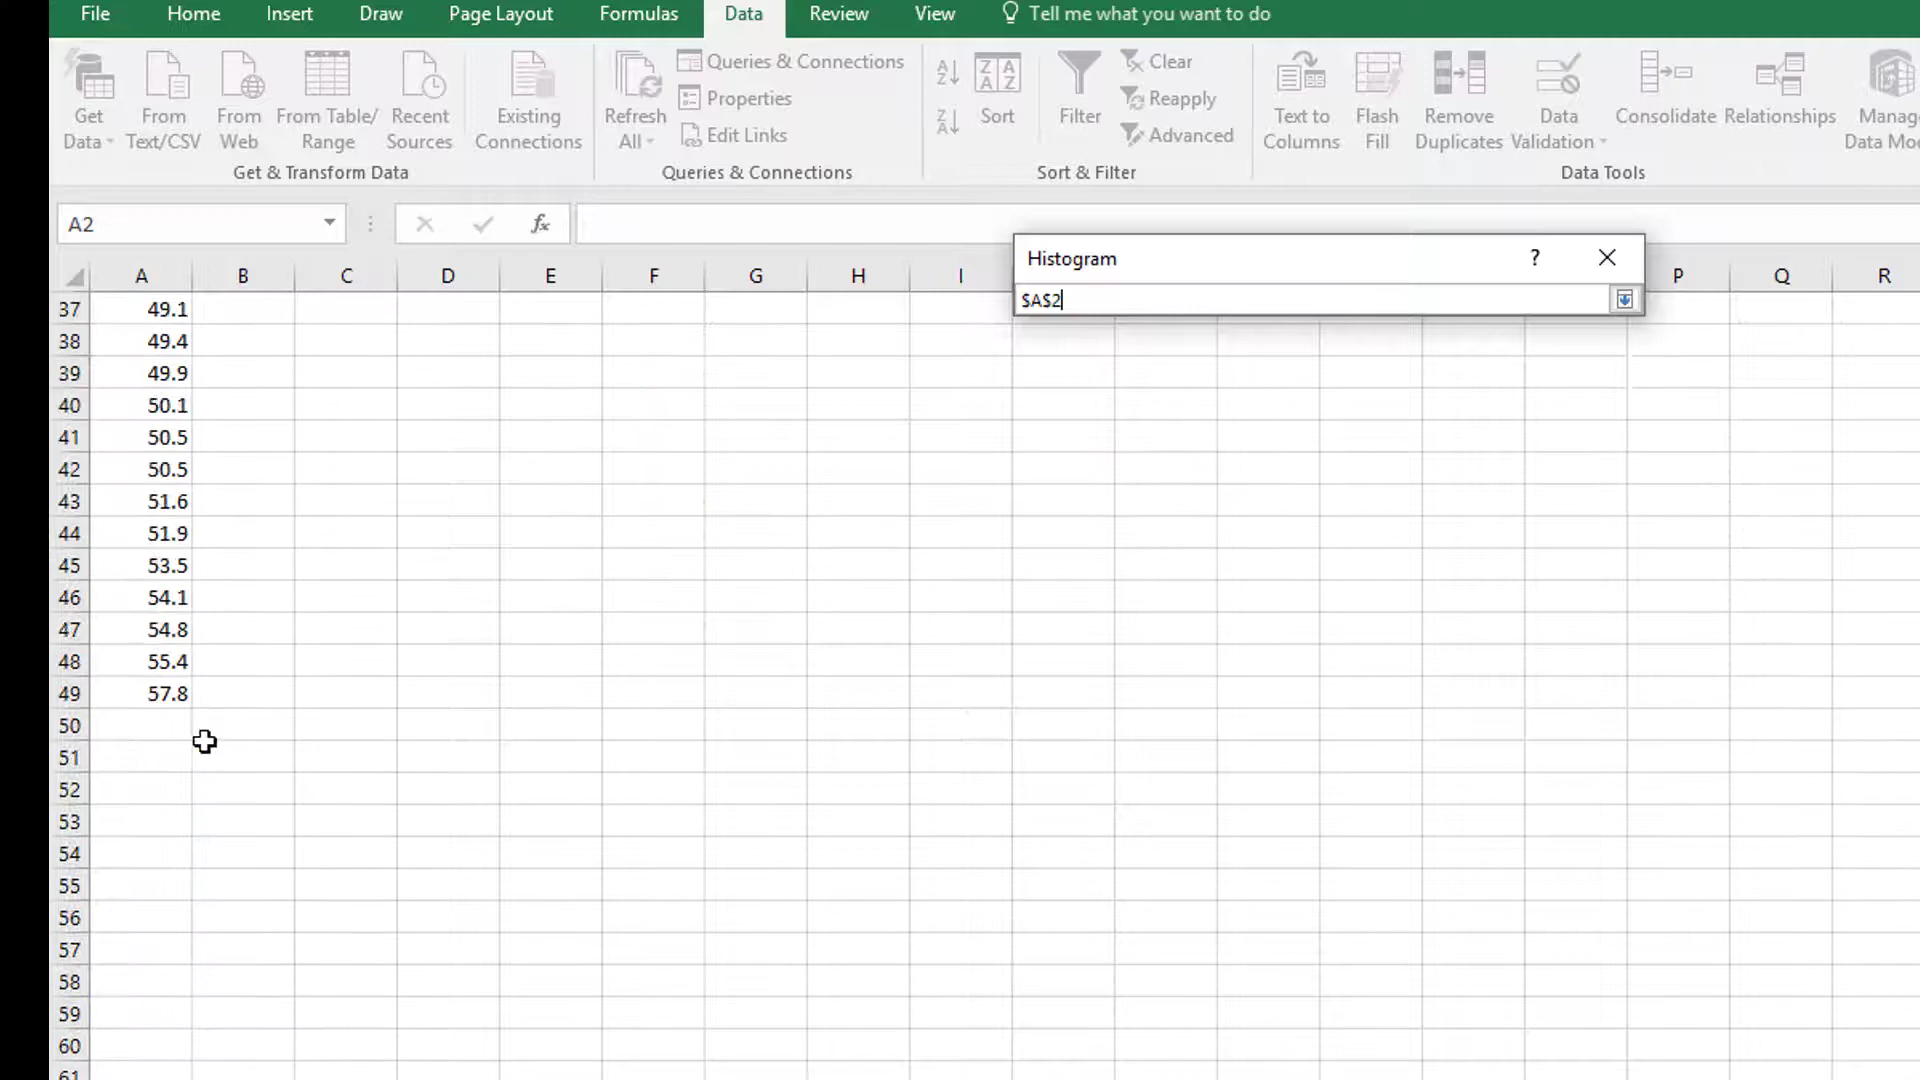 File Home Insert Draw Page Layout Formulas Data Review View Tell me what you want to do
Get Data From Text/CSV From Web From Table/ Range Recent Sources Existing Connections
Get & Transform Data
Refresh All Queries & Connections Properties Edit Links
Queries & Connections
Sort Filter Clear Reapply Advanced
Sort & Filter
Text to Columns Flash Fill Remove Duplicates Data Validation Consolidate Relationships Manag Data Mo
Data Tools
A2 fx
Histogram ?
$A$2
A B C D E F G H I P Q R
37 49.1
38 49.4
39 49.9
40 50.1
41 50.5
42 50.5
43 51.6
44 51.9
45 53.5
46 54.1
47 54.8
48 55.4
49 57.8
50
51
52
53
54
55
56
57
58
59
60
61